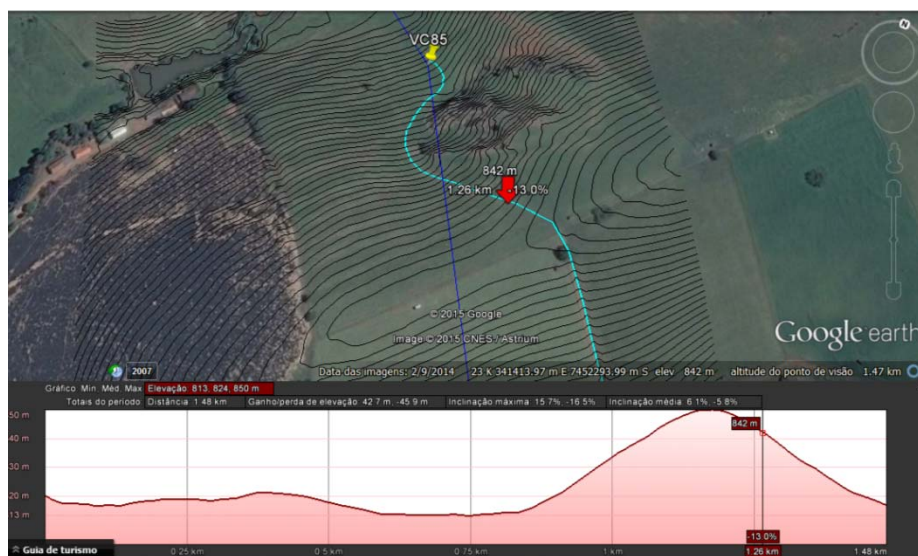 N
VC85
842 m
1.26 km -13.0%
© 2015 Google
Image © 2015 CNES / Astrium
Google earth
2007
Data das imagens: 2/9/2014 23 K 341413.97 m E 7452293.99 m S elev 842 m altitude do ponto de visão 1.47 km
Gráfico Min Méd, Max Elevação: 813, 824, 850 m
Totais do período Distância: 1.48 km Ganho/perda de elevação: 42.7 m, -45.9 m Inclinação máxima: 15.7%, -16.5% Inclinação média: 6.1%, -5.8%
50 m
842 m
40 m
30 m
20 m
13 m
-13.0%
Guia de turismo 0.25 km 0.5 km 0.75 km 1 km 1.26 km 1.48 km